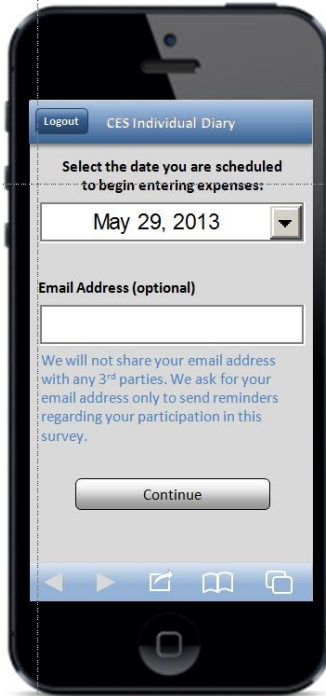 Logout
CES Individual Diary
Select the date you are scheduled
to begin entering expenses:
May 29, 2013
Email Address (optional)
We will not share your email address
with any 3rd parties. We ask for your
email address only to send reminders
regarding your participation in this
survey.
Continue